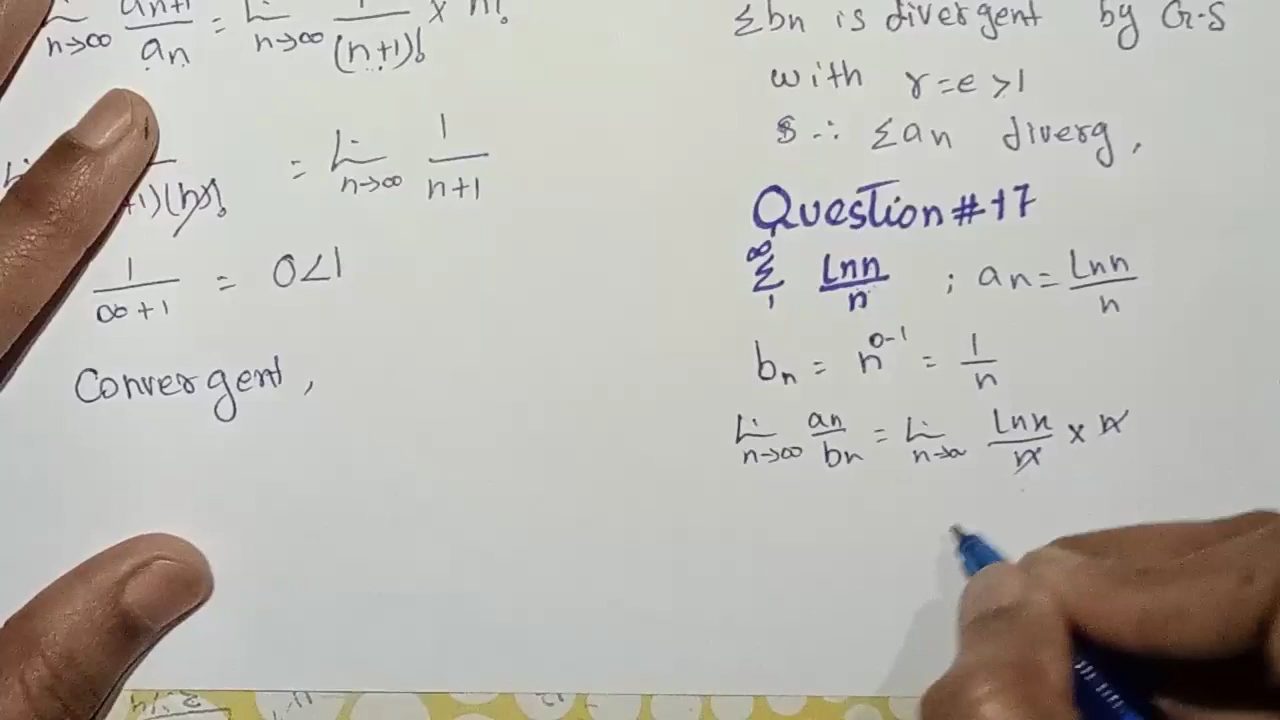 lim n→∞ an+1/an = lim n→∞ 1/(n+1)! × n!
(n)! = lim n→∞ 1/n+1
1/∞+1 = 0<1
Convergent,
Σbn is divergent by G-S
with r=e>1
∴ Σan diverg,
Question#17
∞ Σ 1 Lnn/n ; an = Lnn/n
bn = n^0-1 = 1/n
lim n→∞ an/bn = lim n→∞ Lnn/n × n